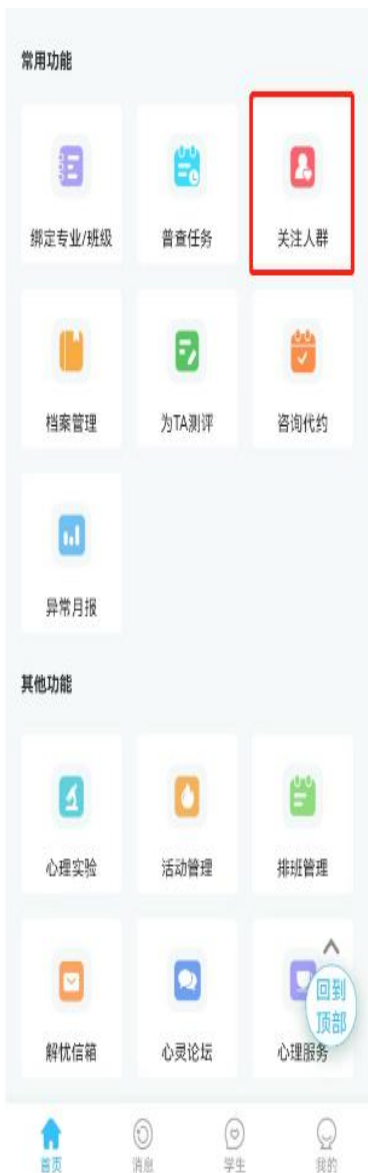 常用功能
绑定专业/班级
普查任务
关注人群
档案管理
为TA测评
咨询代约
异常月报
其他功能
心理实验
活动管理
排班管理
解忧信箱
心灵论坛
心理服务
回到
顶部
首页
消息
学生
我的